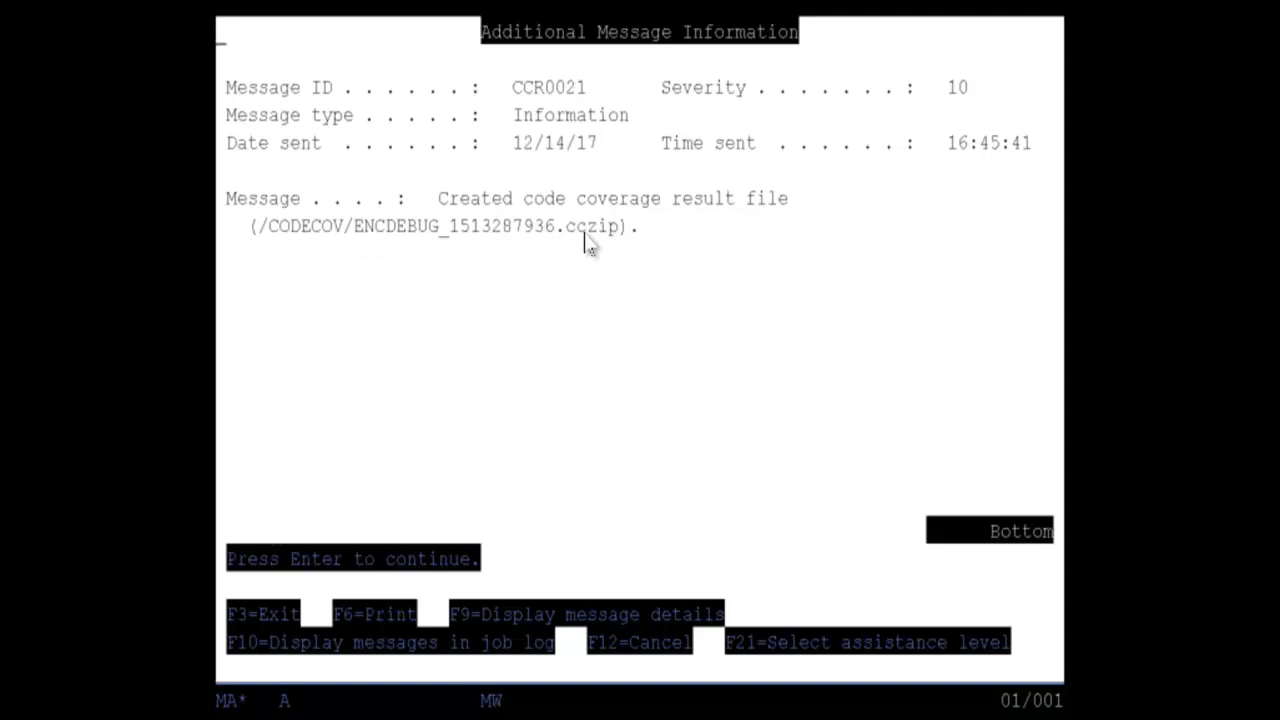 Additional Message Information
Message ID . . . . . . : CCR0021 Severity . . . . . . . : 10
Message type . . . . . : Information
Date sent . . . . . . : 12/14/17 Time sent . . . . . . : 16:45:41
Message . . . . : Created code coverage result file
(/CODECOV/ENCDEBUG_1513287936.cczip).
Bottom
Press Enter to continue.
F3=Exit F6=Print F9=Display message details
F10=Display messages in job log F12=Cancel F21=Select assistance level
MA* A MW 01/001